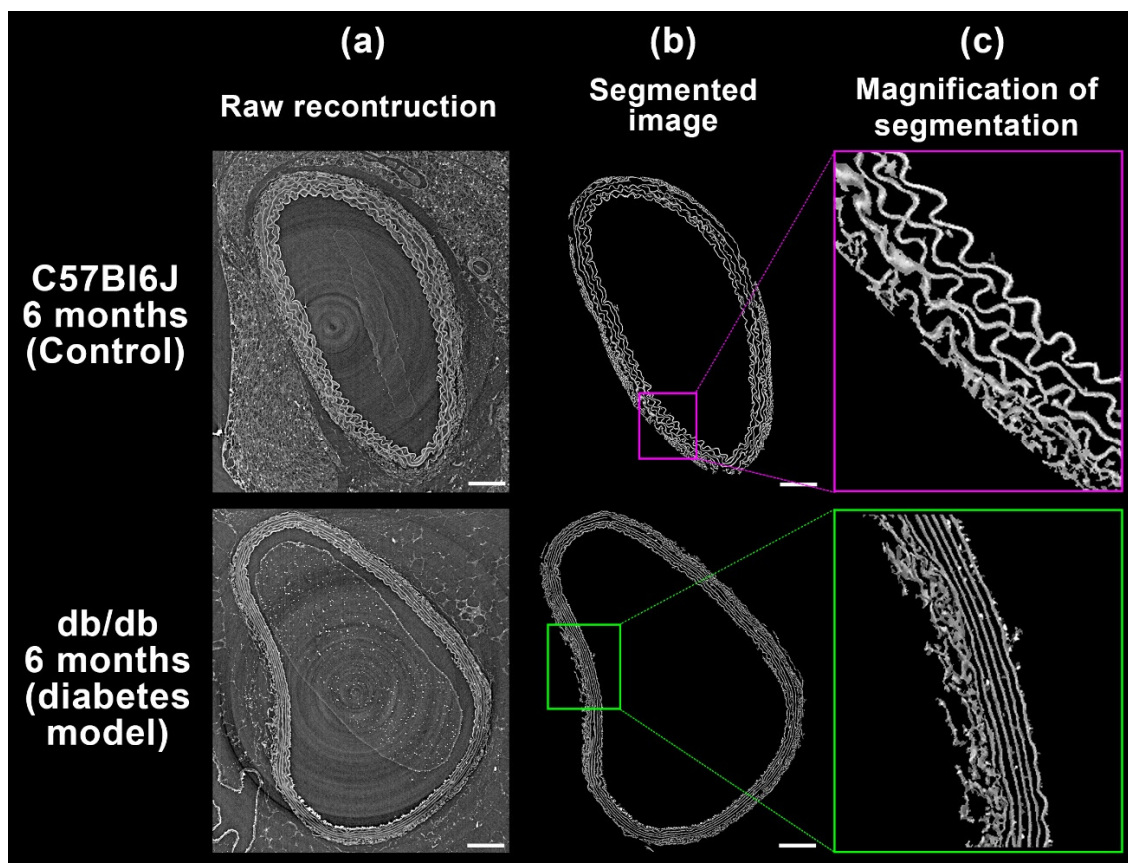 (a)
(b)
(c)
Raw recontruction
Segmented
image
Magnification of
segmentation
C57Bl6J
6 months
(Control)
db/db
6 months
(diabetes
model)